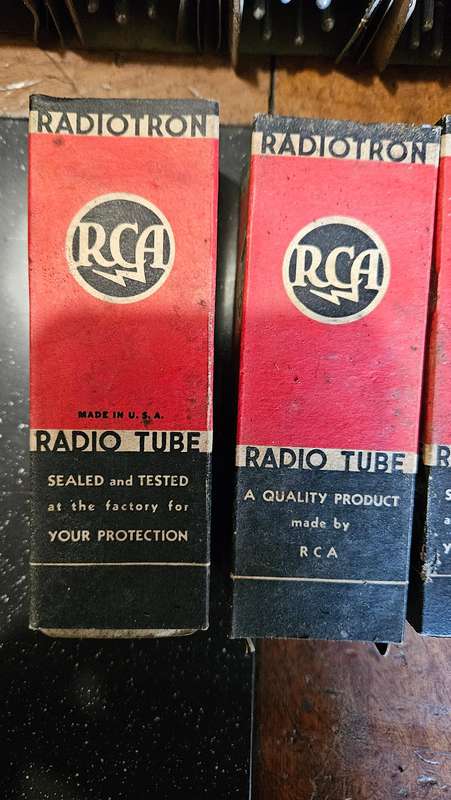 RADIOTRON
RCA
MADE IN U.S.A.
RADIO TUBE
SEALED and TESTED
at the factory for
YOUR PROTECTION
RADIOTRON
RCA
RADIO TUBE
A QUALITY PRODUCT
made by
RCA